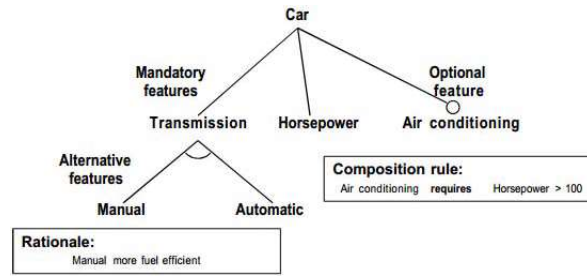 Car
Mandatory
features
Optional
feature
Transmission
Horsepower
Air conditioning
Alternative
features
Manual
Automatic
Composition rule:
Air conditioning requires Horsepower > 100
Rationale:
Manual more fuel efficient